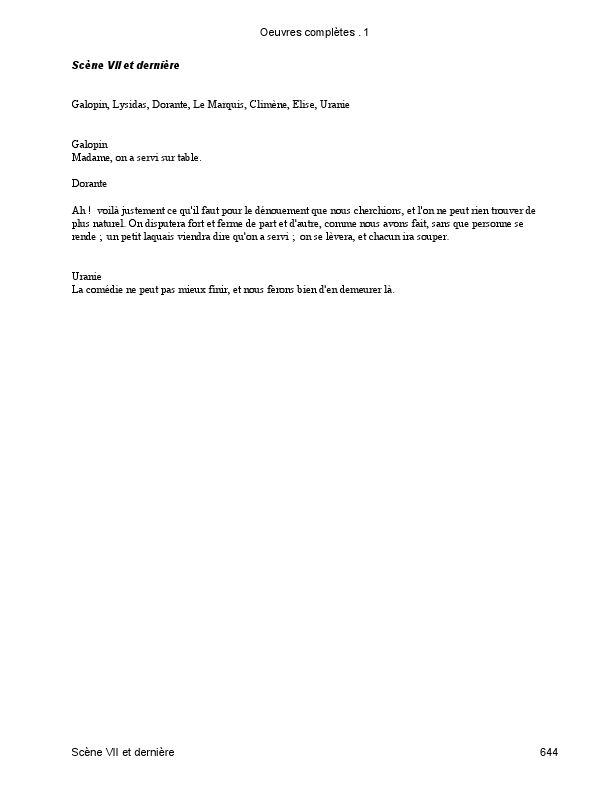 Oeuvres complètes . 1
Scène VII et dernière
Galopin, Lysidas, Dorante, Le Marquis, Climène, Elise, Uranie
Galopin
Madame, on a servi sur table.
Dorante
Ah ! voilà justement ce qu'il faut pour le dénouement que nous cherchions, et l'on ne peut rien trouver de
plus naturel. On disputera fort et ferme de part et d'autre, comme nous avons fait, sans que personne se
rende ; un petit laquais viendra dire qu'on a servi ; on se lèvera, et chacun ira souper.
Uranie
La comédie ne peut pas mieux finir, et nous ferons bien d'en demeurer là.
Scène VII et dernière 644